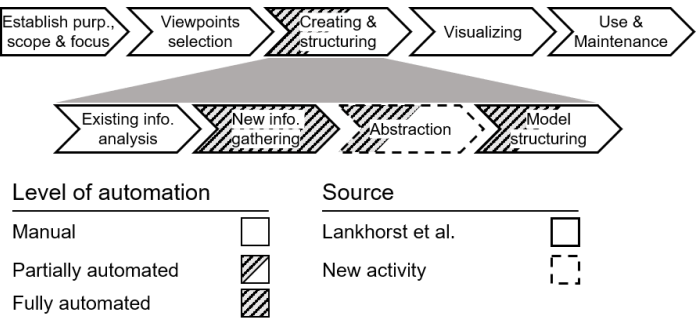 Establish purp.,
scope & focus
Viewpoints
selection
Creating &
structuring
Visualizing
Use &
Maintenance
Existing info.
analysis
New info.
gathering
Abstraction
Model
structuring
Level of automation
Manual
Partially automated
Fully automated
Source
Lankhorst et al.
New activity